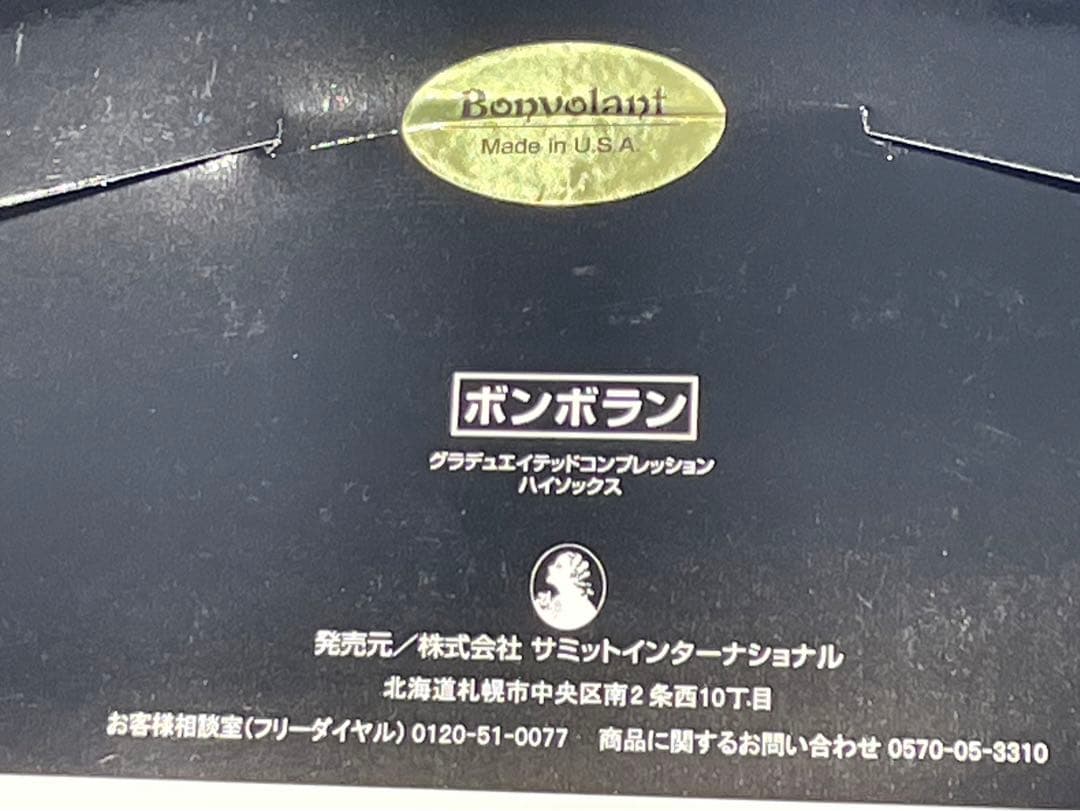 Bonvolant
Made in U.S.A.
ボンボラン
グラデュエイテッドコンプレッション
ハイソックス
発売元／株式会社 サミットインターナショナル
北海道札幌市中央区南2条西10丁目
お客様相談室(フリーダイヤル) 0120-51-0077 商品に関するお問い合わせ 0570-05-3310